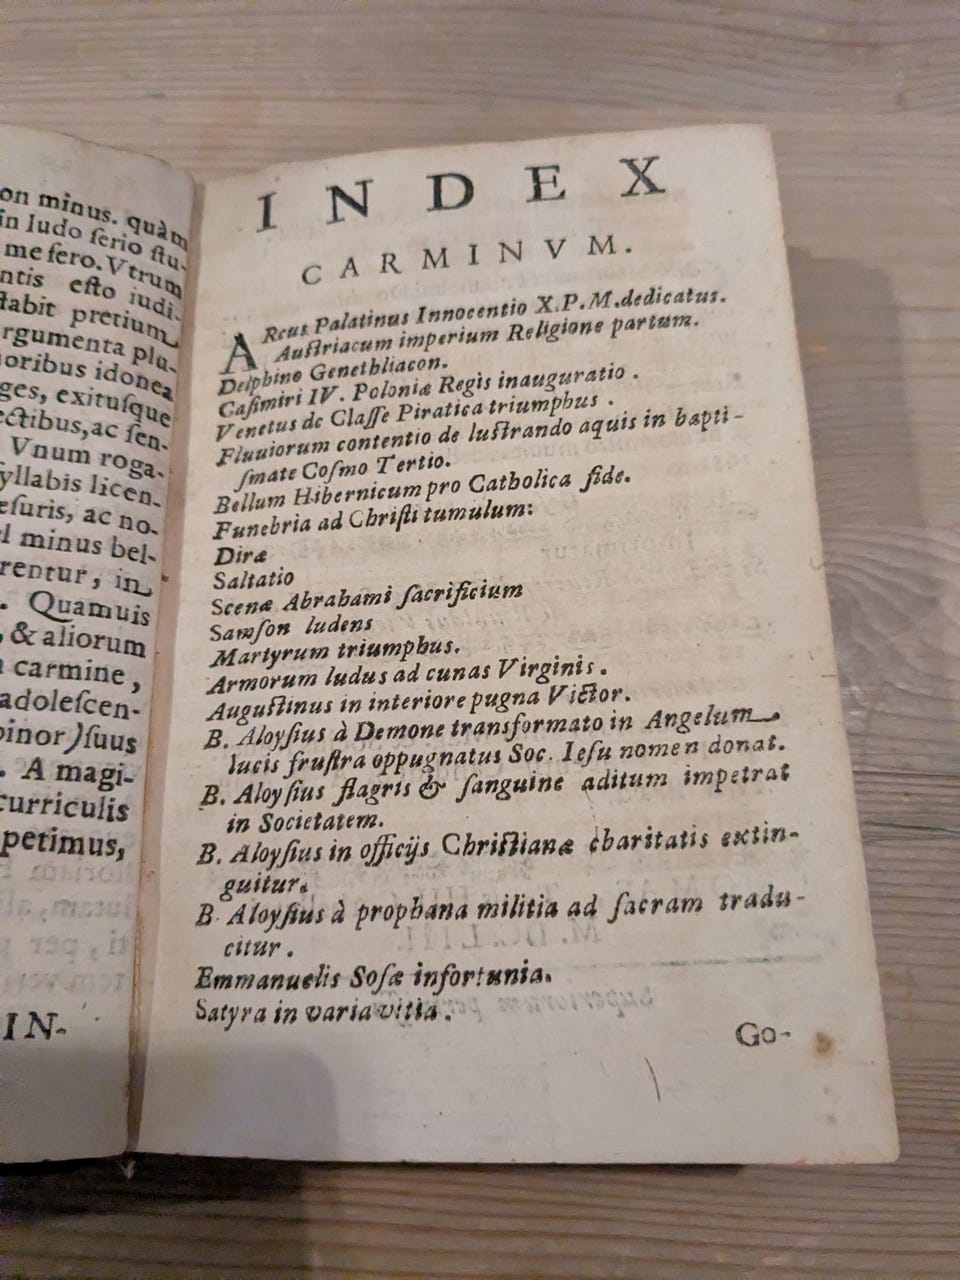 on minus. quàm
in ludo ſerio ſtu-
me fero. Vtrum
ntis eſto iudi-
ſtabit pretium
rgumenta plu-
oribus idonea
ges, exituſque
ectibus, ac ſen-
Vnum roga-
yllabis licen-
eſuris, ac no-
el minus bel-
rentur, in
. Quamuis
, & aliorum
carmine,
adoleſcen-
pinor) ſuus
. A magi-
curriculis
petimus,
IN-
INDEX
CARMINVM.
ARcus Palatinus Innocentio X.P.M. dedicatus.
Auſtriacum imperium Religione partum.
Delphino Genethliacon.
Caſimiri IV. Poloniæ Regis inauguratio.
Venetus de Claſſe Piratica triumphus.
Fluuiorum contentio de luſtrando aquis in bapti-
ſmate Coſmo Tertio.
Bellum Hibernicum pro Catholica fide.
Funebria ad Chriſti tumulum:
Diræ
Saltatio
Scenæ Abrahami ſacrificium
Samſon ludens
Martyrum triumphus.
Armorum ludus ad cunas Virginis.
Auguſtinus in interiore pugna Victor.
B. Aloyſius à Demone transformato in Angelum
lucis fruſtra oppugnatus Soc. Ieſu nomen donat.
B. Aloyſius flagris & ſanguine aditum impetrat
in Societatem.
B. Aloyſius in officijs Chriſtianæ charitatis extin-
guitur.
B. Aloyſius à prophana militia ad ſacram tradu-
citur.
Emmanuelis Soſæ infortunia.
Satyra in varia vitia.
Go-